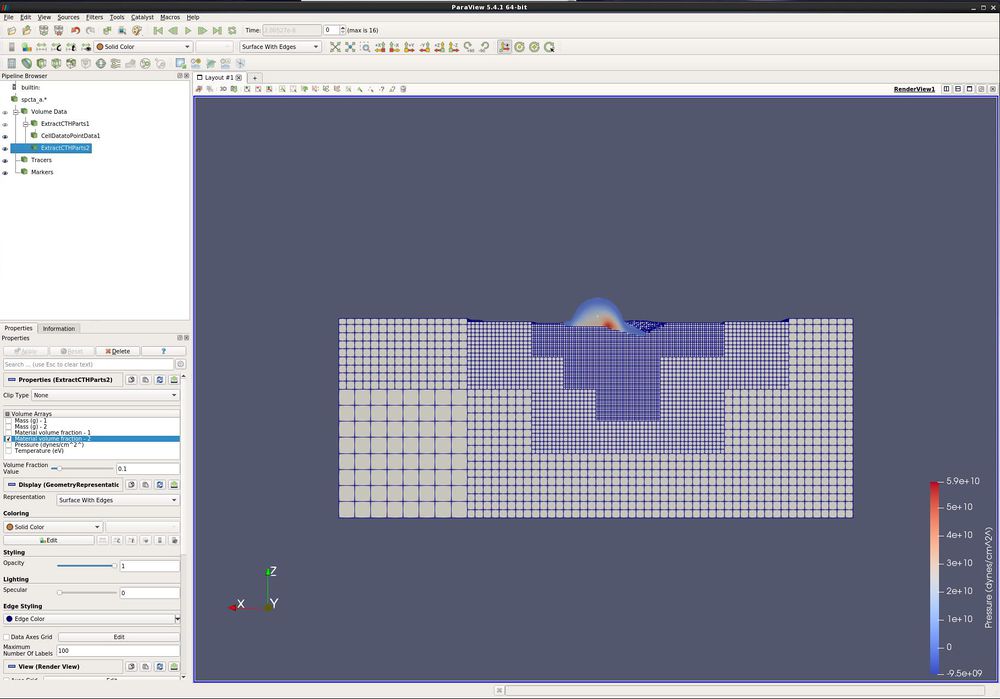 ParaView 5.4.1 64-bit
File Edit View Sources Filters Tools Catalyst Macros Help
Time: 0 (max is 16)
Solid Color Surface With Edges
Pipeline Browser
builtin:
spcta_a.*
Volume Data
ExtractCTHParts1
CellDatatoPointData1
ExtractCTHParts2
Tracers
Markers
Layout #1 +
3D
RenderView1
Properties Information
Properties
Apply Reset Delete ?
Search ... (use Esc to clear text)
Properties (ExtractCTHParts2)
Clip Type None
Volume Arrays
Mass (g) - 1
Mass (g) - 2
Material volume fraction - 1
Material volume fraction - 2
Pressure (dynes/cm^2^)
Temperature (eV)
Volume Fraction
Value 0.1
Display (GeometryRepresentatic
Representation Surface With Edges
Coloring
Solid Color
Edit
Styling
Opacity 1
Lighting
Specular 0
Edge Styling
Edge Color
Data Axes Grid Edit
Maximum
Number Of Labels 100
View (Render View)
5.9e+10
5e+10
4e+10
3e+10
2e+10
1e+10
0
-9.5e+09
Pressure (dynes/cm^2^)
Z
X
Y